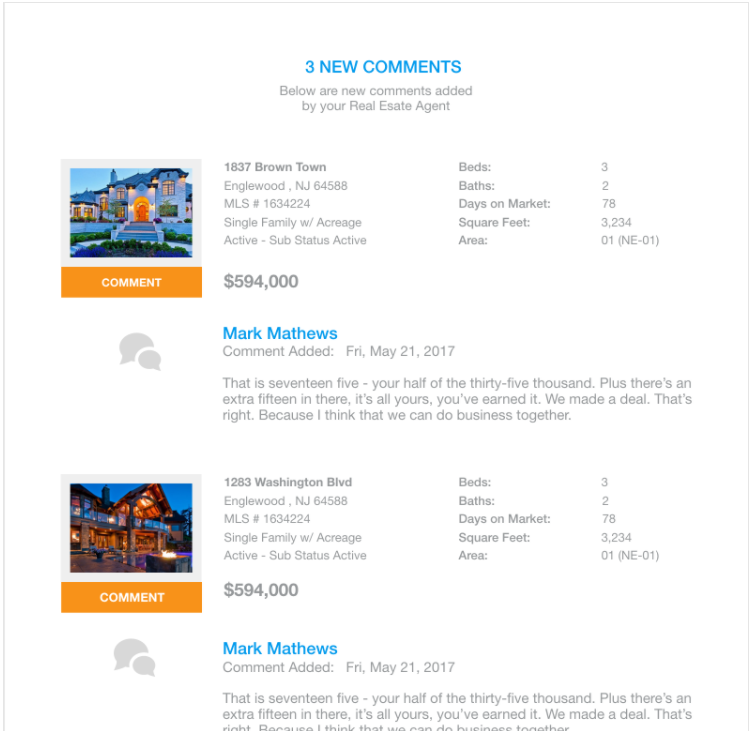 3 NEW COMMENTS
Below are new comments added
by your Real Esate Agent
1837 Brown Town
Englewood , NJ 64588
MLS # 1634224
Single Family w/ Acreage
Active - Sub Status Active
Beds: 3
Baths: 2
Days on Market: 78
Square Feet: 3,234
Area: 01 (NE-01)
COMMENT
$594,000
Mark Mathews
Comment Added: Fri, May 21, 2017
That is seventeen five - your half of the thirty-five thousand. Plus there's an
extra fifteen in there, it's all yours, you've earned it. We made a deal. That's
right. Because I think that we can do business together.
1283 Washington Blvd
Englewood , NJ 64588
MLS # 1634224
Single Family w/ Acreage
Active - Sub Status Active
Beds: 3
Baths: 2
Days on Market: 78
Square Feet: 3,234
Area: 01 (NE-01)
COMMENT
$594,000
Mark Mathews
Comment Added: Fri, May 21, 2017
That is seventeen five - your half of the thirty-five thousand. Plus there's an
extra fifteen in there, it's all yours, you've earned it. We made a deal. That's
right. Because I think that we can do business together.